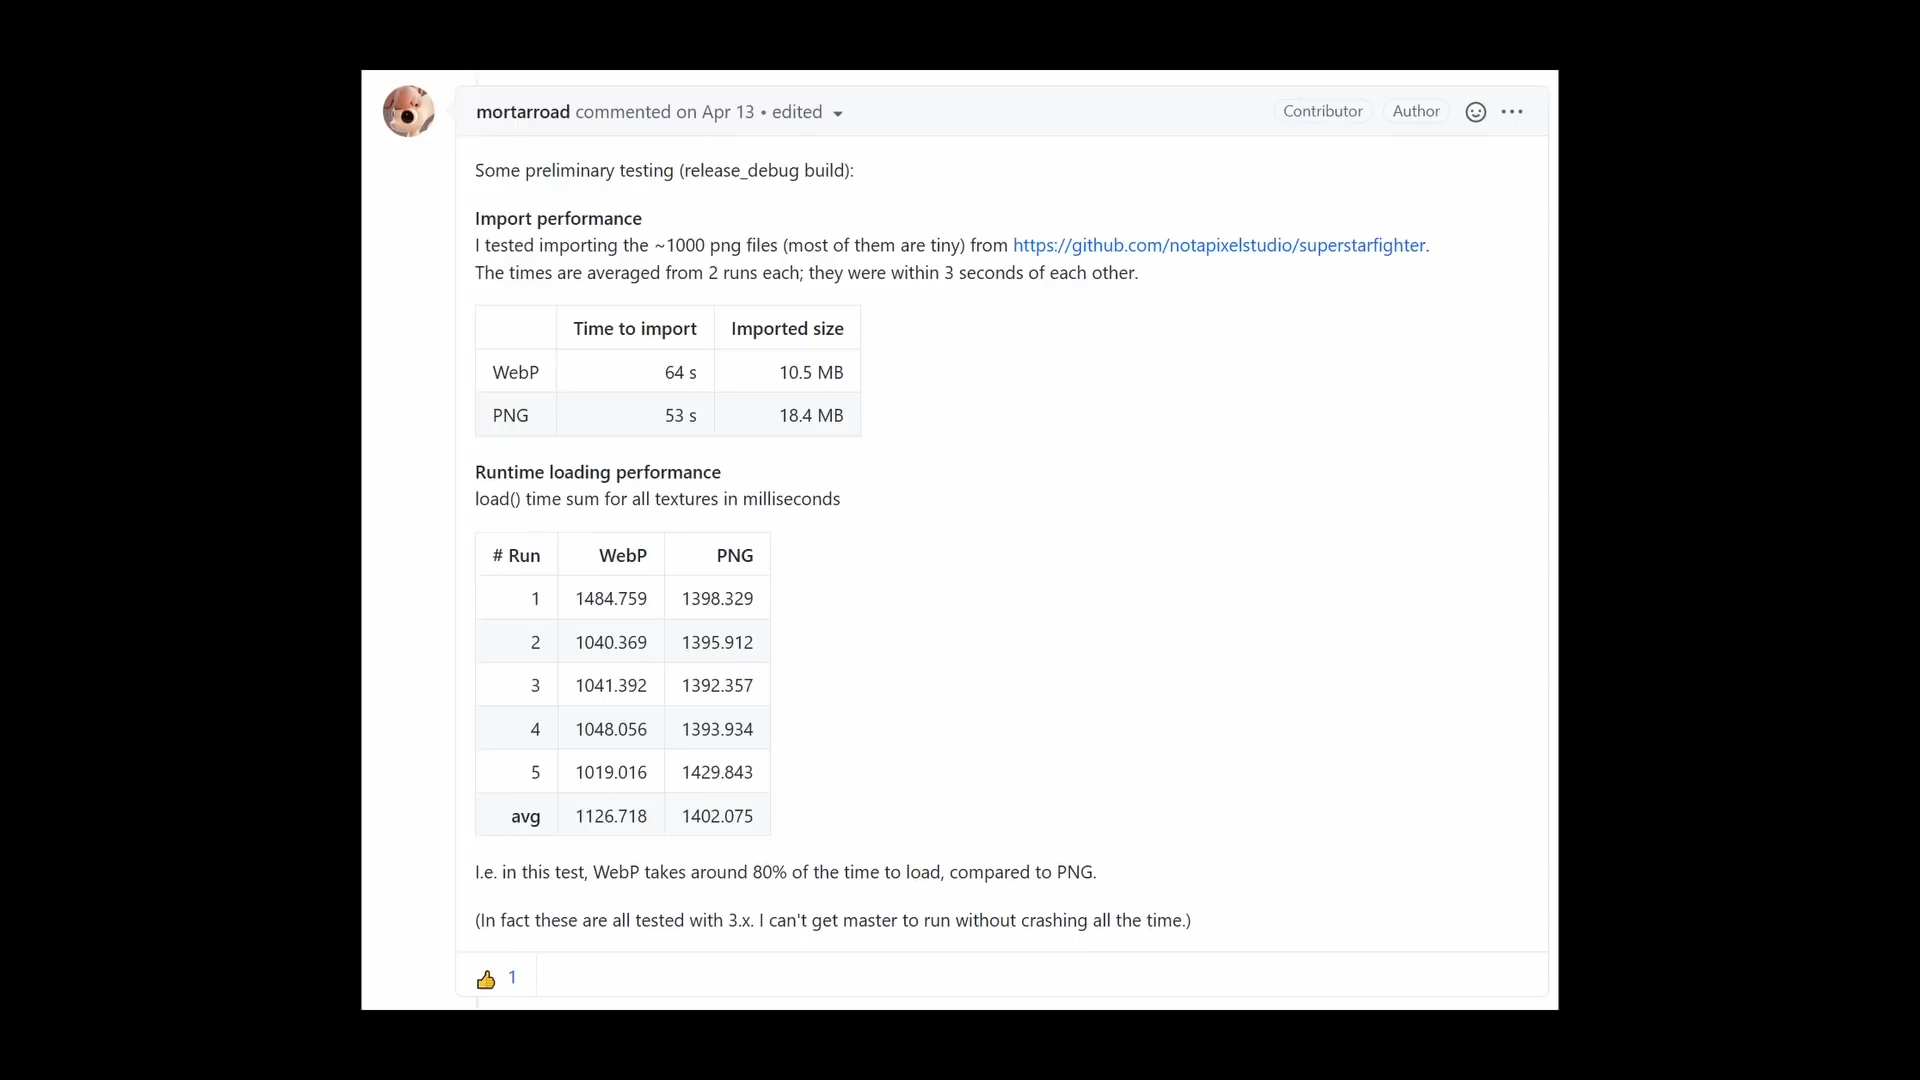 mortarroad commented on Apr 13 • edited
Contributor Author
Some preliminary testing (release_debug build):
Import performance
I tested importing the ~1000 png files (most of them are tiny) from https://github.com/notapixelstudio/superstarfighter.
The times are averaged from 2 runs each; they were within 3 seconds of each other.
Time to import Imported size
WebP 64 s 10.5 MB
PNG 53 s 18.4 MB
Runtime loading performance
load() time sum for all textures in milliseconds
# Run WebP PNG
1 1484.759 1398.329
2 1040.369 1395.912
3 1041.392 1392.357
4 1048.056 1393.934
5 1019.016 1429.843
avg 1126.718 1402.075
I.e. in this test, WebP takes around 80% of the time to load, compared to PNG.
(In fact these are all tested with 3.x. I can't get master to run without crashing all the time.)
👍 1